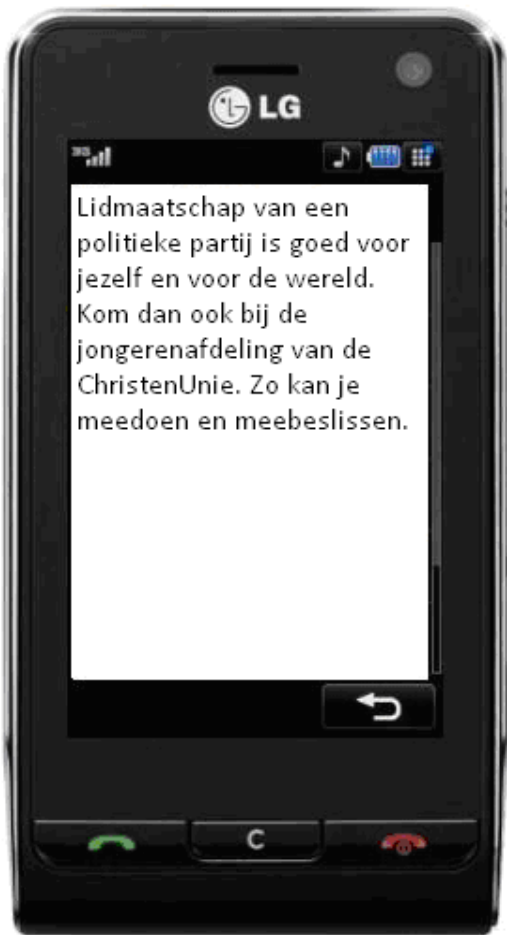 LG
3G
Lidmaatschap van een
politieke partij is goed voor
jezelf en voor de wereld.
Kom dan ook bij de
jongerenafdeling van de
ChristenUnie. Zo kan je
meedoen en meebeslissen.
C